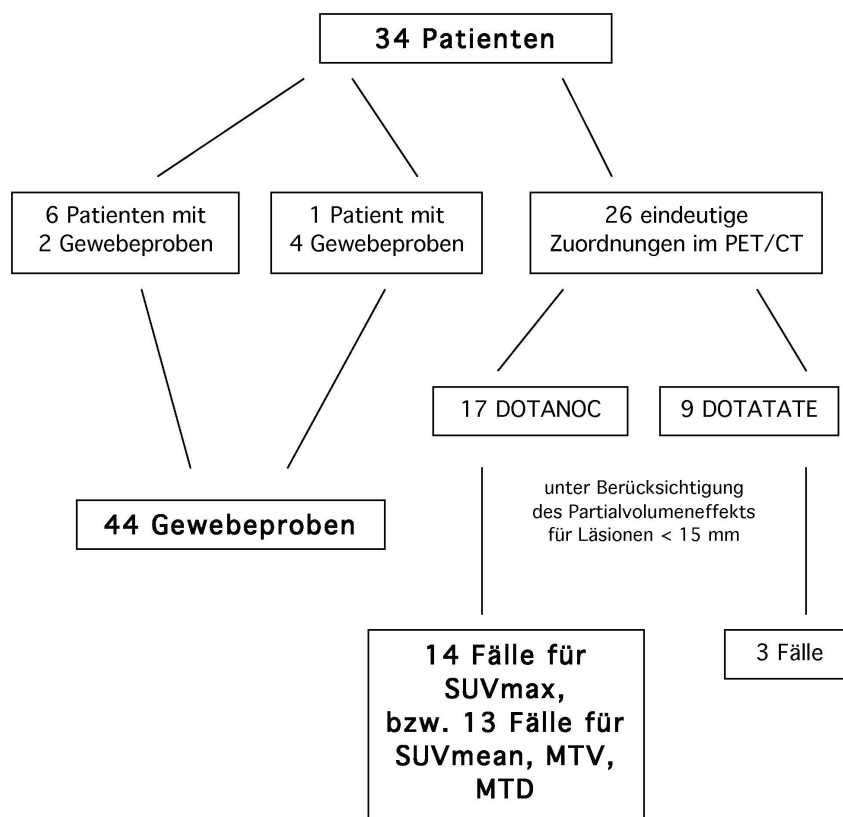 34 Patienten
6 Patienten mit
2 Gewebeproben
1 Patient mit
4 Gewebeproben
26 eindeutige
Zuordnungen im PET/CT
17 DOTANOC
9 DOTATATE
44 Gewebeproben
unter Berücksichtigung
des Partialvolumeneffekts
für Läsionen < 15 mm
14 Fälle für
SUVmax,
bzw. 13 Fälle für
SUVmean, MTV,
MTD
3 Fälle